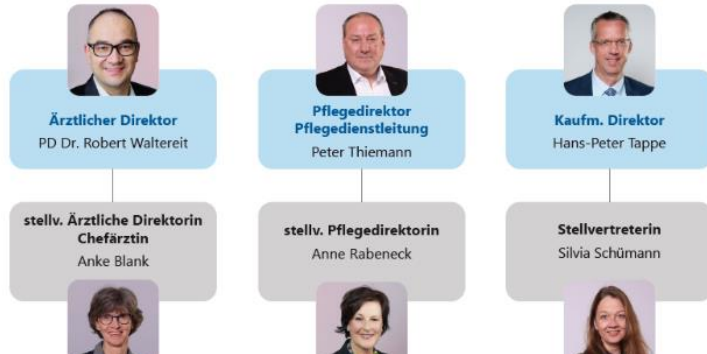 Ärztlicher Direktor
PD Dr. Robert Waltereit
Pflegedirektor
Pflegedienstleitung
Peter Thiemann
Kaufm. Direktor
Hans-Peter Tappe
stellv. Ärztliche Direktorin
Chefärztin
Anke Blank
stellv. Pflegedirektorin
Anne Rabeneck
Stellvertreterin
Silvia Schümann